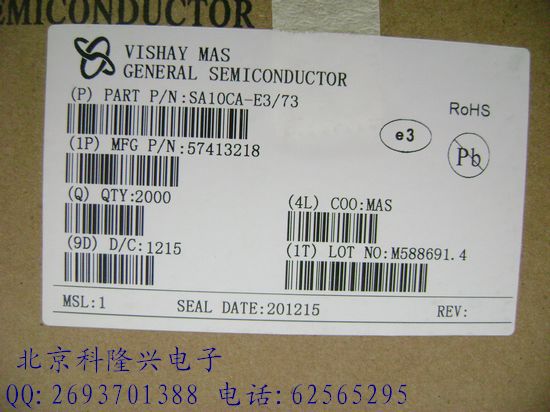 SEMICONDUCTOR
VISHAY MAS
GENERAL SEMICONDUCTOR
(P) PART P/N:SA10CA-E3/73
RoHS
e3
Pb
(1P) MFG P/N:57413218
(Q) QTY:2000
(4L) COO:MAS
(9D) D/C:1215
(1T) LOT NO:M588691.4
MSL:1 SEAL DATE:201215 REV:
北京科隆兴电子
QQ:2693701388 电话:62565295